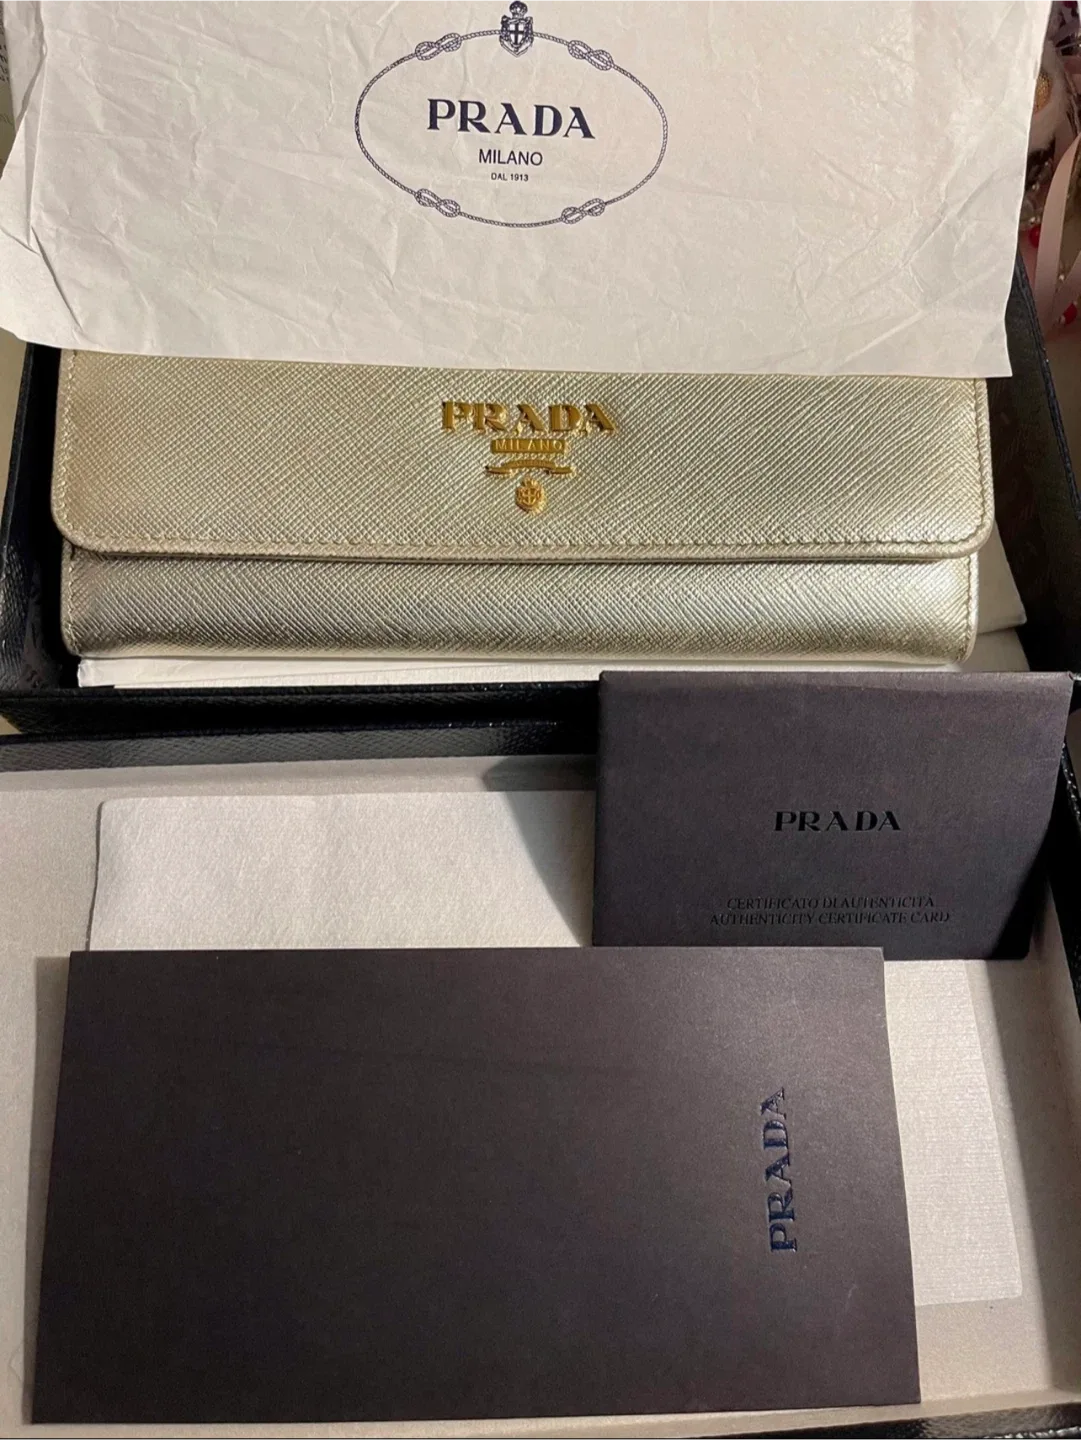 PRADA
MILANO
DAL 1913
PRADA
MILANO
PRADA
CERTIFICATO DI AUTENTICITÀ
AUTHENTICITY CERTIFICATE CARD
PRADA